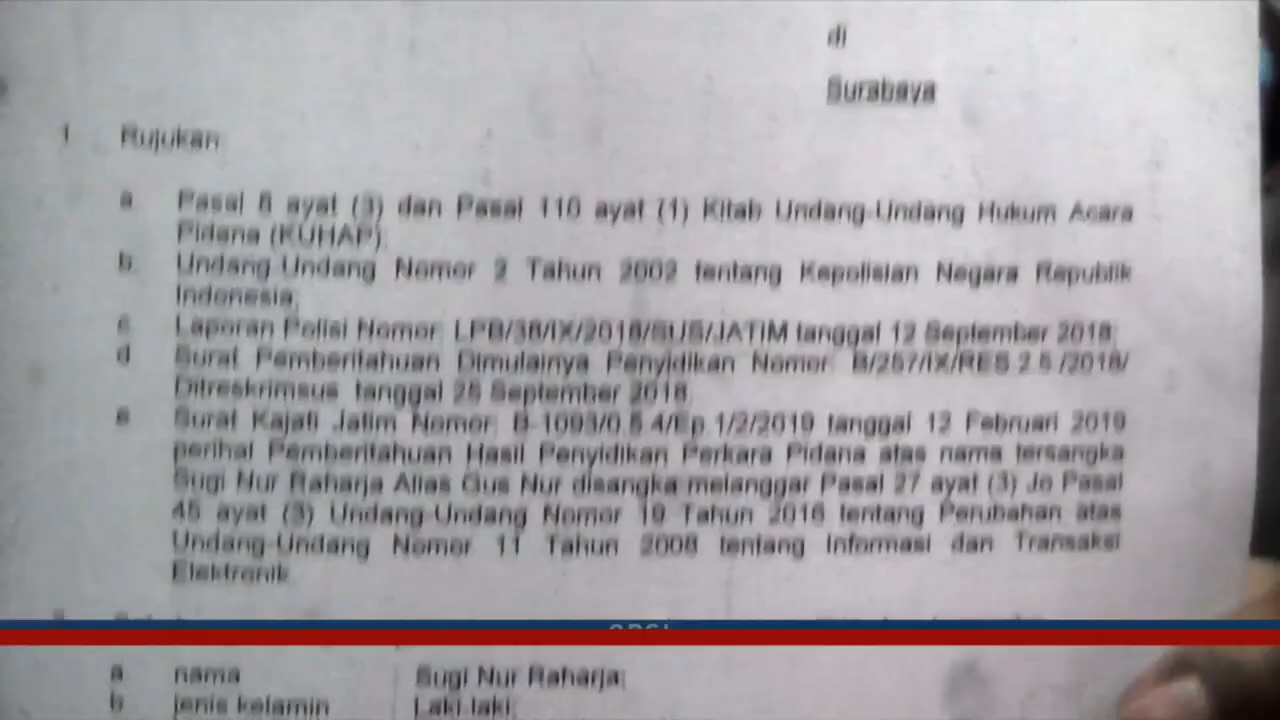 di
Surabaya
1 Rujukan
a Pasal 8 ayat (3) dan Pasal 110 ayat (1) Kitab Undang-Undang Hukum Acara
Pidana (KUHAP);
b Undang-Undang Nomor 2 Tahun 2002 tentang Kepolisian Negara Republik
Indonesia;
c Laporan Polisi Nomor: LPB/38/IX/2018/SUS/JATIM tanggal 12 September 2018;
d Surat Pemberitahuan Dimulainya Penyidikan Nomor: B/257/IX/RES.2.5./2018/
Ditreskrimsus tanggal 25 September 2018;
e Surat Kajati Jatim Nomor: B-1093/0.5.4/Ep.1/2/2019 tanggal 12 Februari 2019
perihal Pemberitahuan Hasil Penyidikan Perkara Pidana atas nama tersangka
Sugi Nur Raharja Alias Gus Nur disangka melanggar Pasal 27 ayat (3) Jo Pasal
45 ayat (3) Undang-Undang Nomor 19 Tahun 2016 tentang Perubahan atas
Undang-Undang Nomor 11 Tahun 2008 tentang Informasi dan Transaksi
Elektronik.
a nama : Sugi Nur Raharja;
b jenis kelamin : Laki-laki;